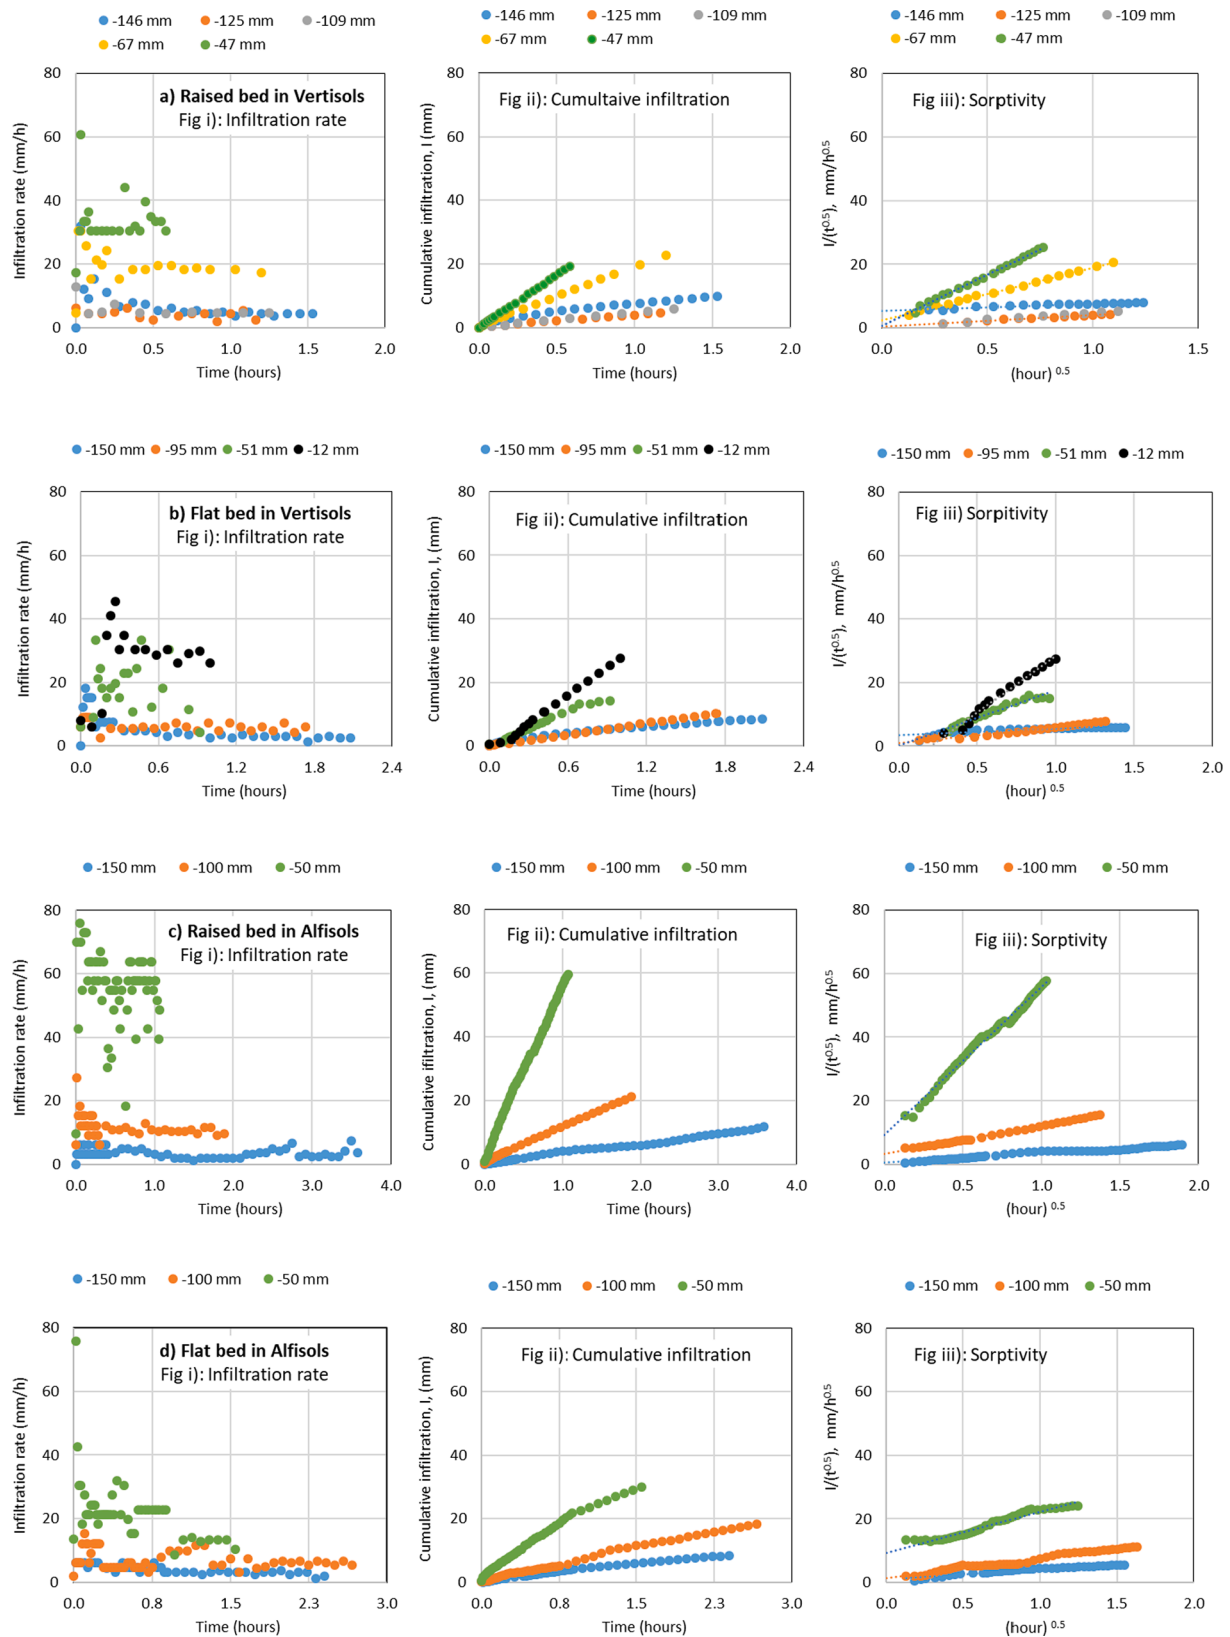 -146 mm -125 mm -109 mm
-67 mm -47 mm
a) Raised bed in Vertisols
Fig i): Infiltration rate
Infiltration rate (mm/h)
80
60
40
20
0
0.0 0.5 1.0 1.5 2.0
Time (hours)
-146 mm -125 mm -109 mm
-67 mm -47 mm
Fig ii): Cumultaive infiltration
Cumulative infiltration, I (mm)
80
60
40
20
0
0.0 0.5 1.0 1.5 2.0
Time (hours)
-146 mm -125 mm -109 mm
-67 mm -47 mm
Fig iii): Sorptivity
I/(t0.5), mm/h0.5
80
60
40
20
0
0.0 0.5 1.0 1.5
(hour) 0.5
-150 mm -95 mm -51 mm -12 mm
b) Flat bed in Vertisols
Fig i): Infiltration rate
Infiltration rate (mm/h)
80
60
40
20
0
0.0 0.6 1.2 1.8 2.4
Time (hours)
-150 mm -95 mm -51 mm -12 mm
Fig ii): Cumulative infiltration
Cumulative infiltration, I, (mm)
80
60
40
20
0
0.0 0.6 1.2 1.8 2.4
Time (hours)
-150 mm -95 mm -51 mm -12 mm
Fig iii) Sorpitivity
I/(t0.5), mm/h0.5
80
60
40
20
0
0.0 0.5 1.0 1.5 2.0
(hour) 0.5
-150 mm -100 mm -50 mm
c) Raised bed in Alfisols
Fig i): Infiltration rate
Infiltration rate (mm/h)
80
60
40
20
0
0.0 1.0 2.0 3.0 4.0
Time (hours)
-150 mm -100 mm -50 mm
Fig ii): Cumulative infiltration
Cumulative ifiltration, I, (mm)
80
60
40
20
0
0.0 1.0 2.0 3.0 4.0
Time (hours)
-150 mm -100 mm -50 mm
Fig iii): Sorptivity
I/(t0.5), mm/h0.5
80
60
40
20
0
0.0 0.5 1.0 1.5 2.0
(hour) 0.5
-150 mm -100 mm -50 mm
d) Flat bed in Alfisols
Fig i): Infiltration rate
Infiltration rate (mm/h)
80
60
40
20
0
0.0 0.8 1.5 2.3 3.0
Time (hours)
-150 mm -100 mm -50 mm
Fig ii): Cumulative infiltration
Cumulative infiltration, I, (mm)
80
60
40
20
0
0.0 0.8 1.5 2.3 3.0
Time (hours)
-150 mm -100 mm -50 mm
Fig iii): Sorptivity
I/(t0.5), mm/h0.5
80
60
40
20
0
0.0 0.5 1.0 1.5 2.0
(hour) 0.5